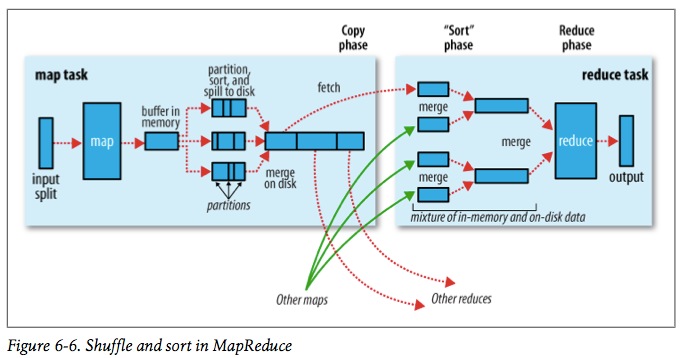 Copy
phase
"Sort"
phase
Reduce
phase
map task
partition,
sort, and
spill to disk
fetch
reduce task
buffer in
memory
merge
map
merge
reduce
input
split
merge
on disk
merge
output
partitions
mixture of in-memory and on-disk data
Other maps
Other reduces
Figure 6-6. Shuffle and sort in MapReduce